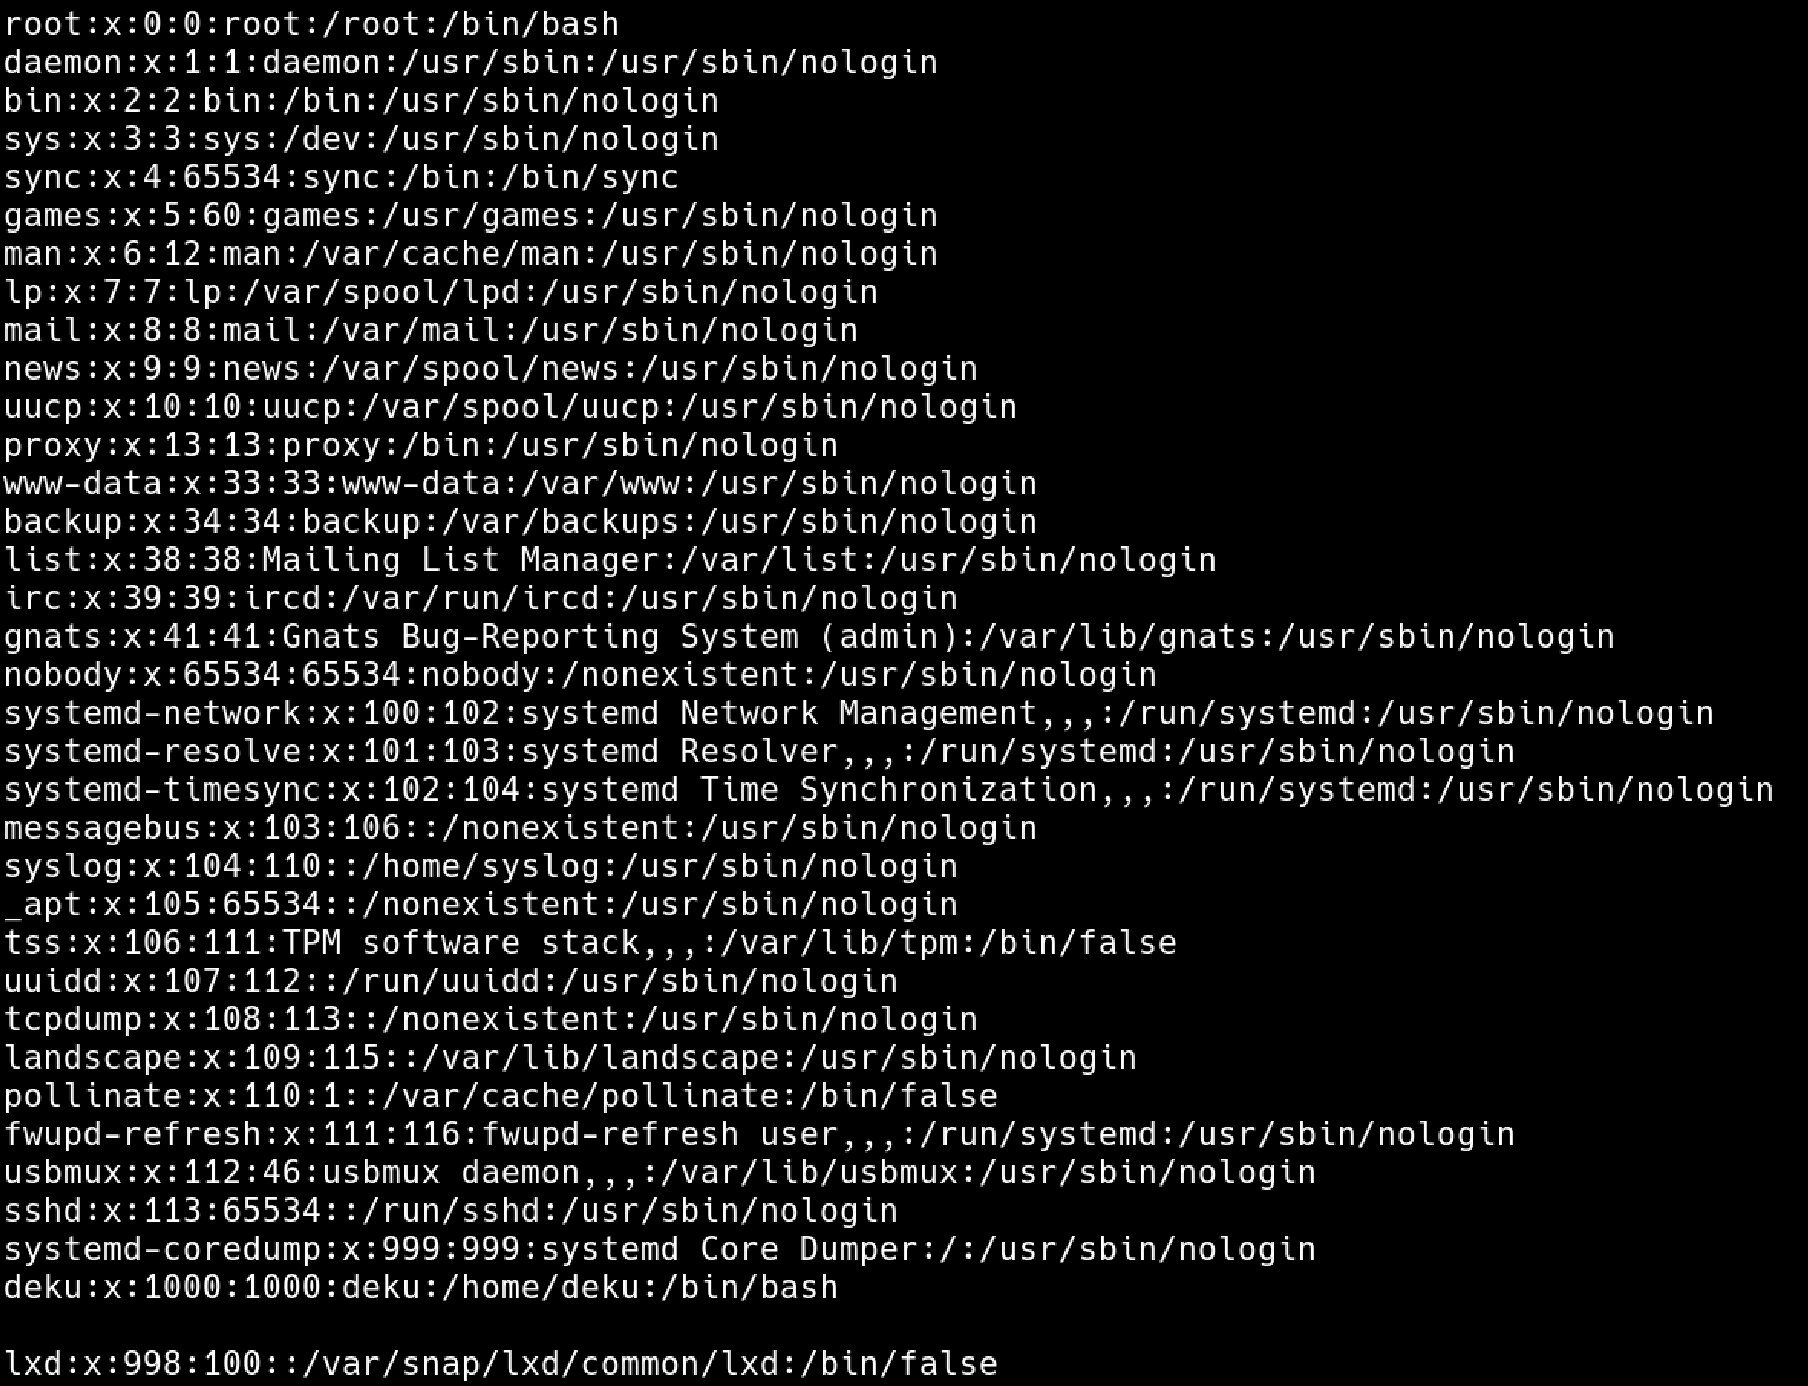 root:x:0:0:root:/root:/bin/bash
daemon:x:1:1:daemon:/usr/sbin:/usr/sbin/nologin
bin:x:2:2:bin:/bin:/usr/sbin/nologin
sys:x:3:3:sys:/dev:/usr/sbin/nologin
sync:x:4:65534:sync:/bin:/bin/sync
games:x:5:60:games:/usr/games:/usr/sbin/nologin
man:x:6:12:man:/var/cache/man:/usr/sbin/nologin
lp:x:7:7:lp:/var/spool/lpd:/usr/sbin/nologin
mail:x:8:8:mail:/var/mail:/usr/sbin/nologin
news:x:9:9:news:/var/spool/news:/usr/sbin/nologin
uucp:x:10:10:uucp:/var/spool/uucp:/usr/sbin/nologin
proxy:x:13:13:proxy:/bin:/usr/sbin/nologin
www-data:x:33:33:www-data:/var/www:/usr/sbin/nologin
backup:x:34:34:backup:/var/backups:/usr/sbin/nologin
list:x:38:38:Mailing List Manager:/var/list:/usr/sbin/nologin
irc:x:39:39:ircd:/var/run/ircd:/usr/sbin/nologin
gnats:x:41:41:Gnats Bug-Reporting System (admin):/var/lib/gnats:/usr/sbin/nologin
nobody:x:65534:65534:nobody:/nonexistent:/usr/sbin/nologin
systemd-network:x:100:102:systemd Network Management,,,:/run/systemd:/usr/sbin/nologin
systemd-resolve:x:101:103:systemd Resolver,,,:/run/systemd:/usr/sbin/nologin
systemd-timesync:x:102:104:systemd Time Synchronization,,,:/run/systemd:/usr/sbin/nologin
messagebus:x:103:106::/nonexistent:/usr/sbin/nologin
syslog:x:104:110::/home/syslog:/usr/sbin/nologin
_apt:x:105:65534::/nonexistent:/usr/sbin/nologin
tss:x:106:111:TPM software stack,,,:/var/lib/tpm:/bin/false
uuidd:x:107:112::/run/uuidd:/usr/sbin/nologin
tcpdump:x:108:113::/nonexistent:/usr/sbin/nologin
landscape:x:109:115::/var/lib/landscape:/usr/sbin/nologin
pollinate:x:110:1::/var/cache/pollinate:/bin/false
fwupd-refresh:x:111:116:fwupd-refresh user,,,:/run/systemd:/usr/sbin/nologin
usbmux:x:112:46:usbmux daemon,,,:/var/lib/usbmux:/usr/sbin/nologin
sshd:x:113:65534::/run/sshd:/usr/sbin/nologin
systemd-coredump:x:999:999:systemd Core Dumper:/:/usr/sbin/nologin
deku:x:1000:1000:deku:/home/deku:/bin/bash
lxd:x:998:100::/var/snap/lxd/common/lxd:/bin/false